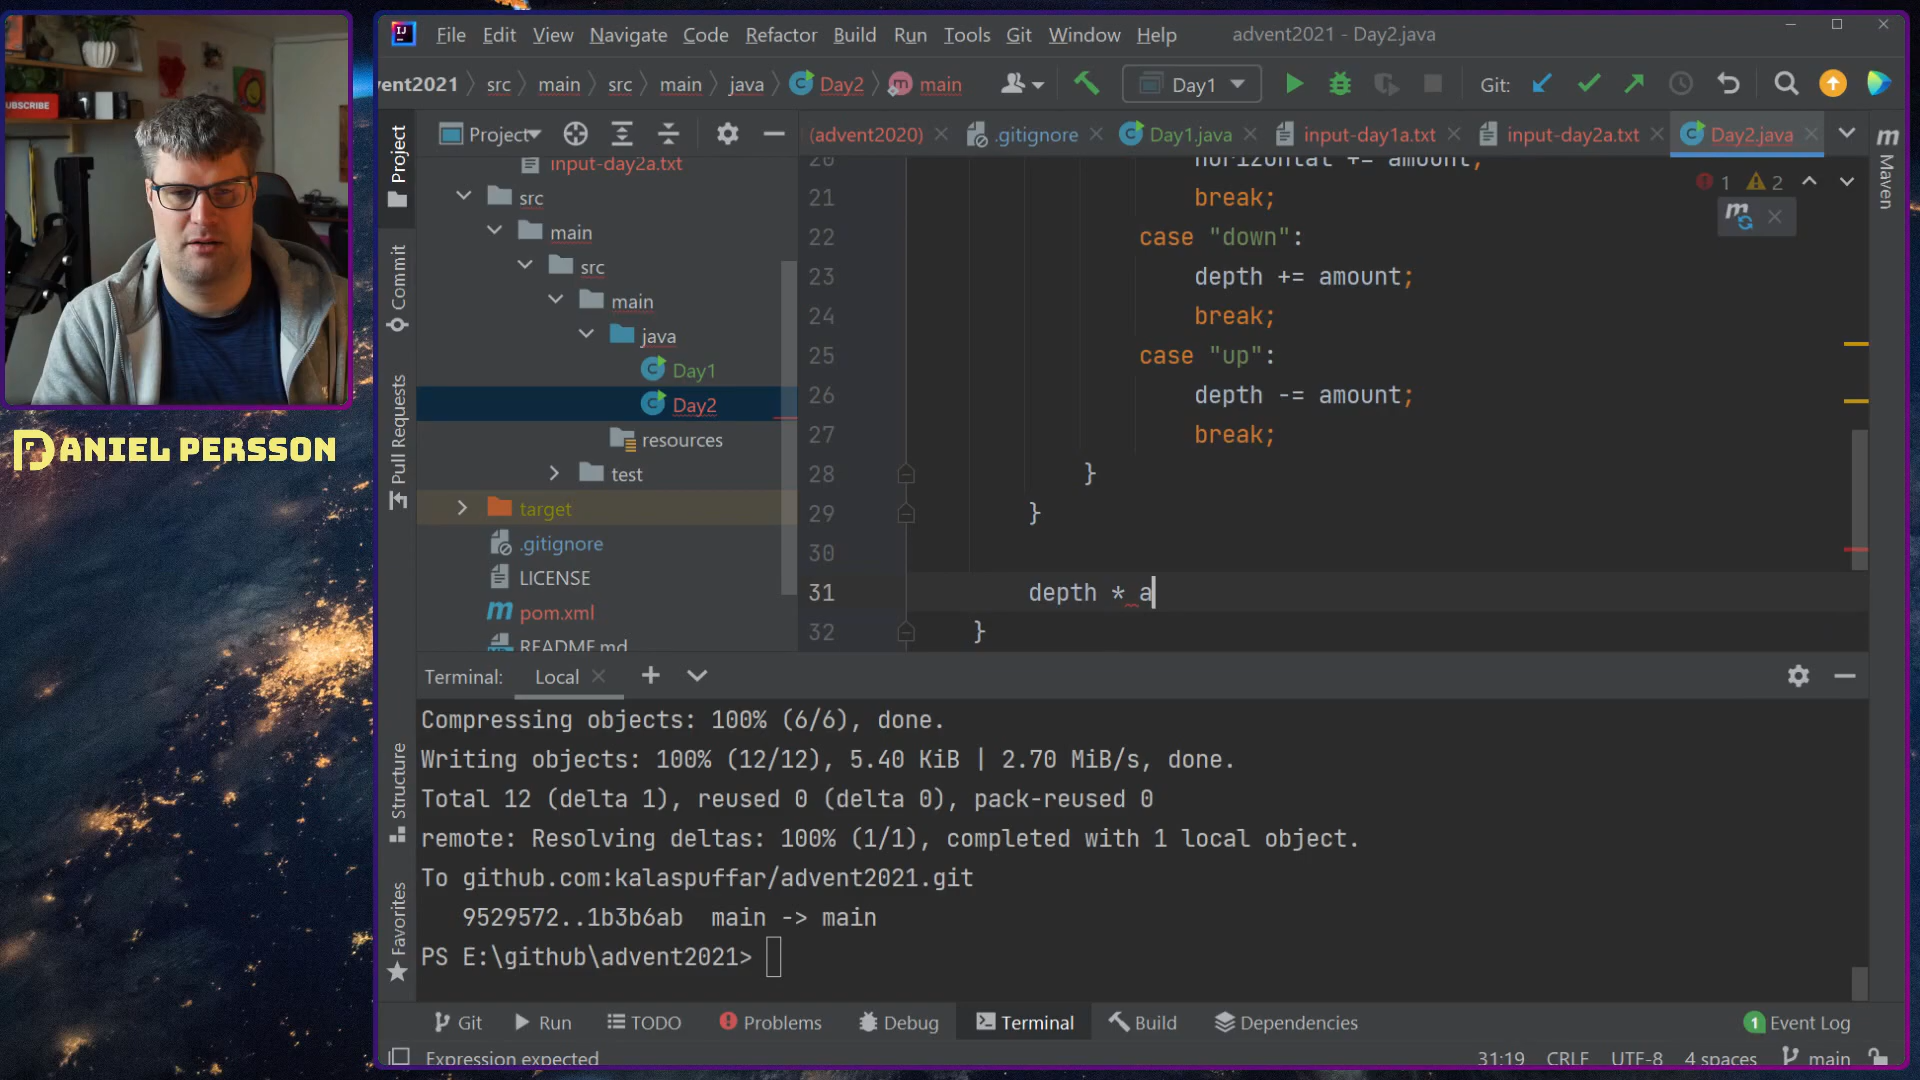 SUBSCRIBE
DANIEL PERSSON
File Edit View Navigate Code Refactor Build Run Tools Git Window Help advent2021 - Day2.java
vent2021 src main src main java Day2 main Day1 Git:
Project
(advent2020) .gitignore Day1.java input-day1a.txt input-day2a.txt Day2.java
input-day2a.txt
src
main
src
main
java
Day1
Day2
resources
test
target
.gitignore
LICENSE
pom.xml
README.md
Project
Commit
Pull Requests
Structure
Favorites
Maven
1 2
20 horizontal += amount;
21 break;
22 case "down":
23 depth += amount;
24 break;
25 case "up":
26 depth -= amount;
27 break;
28 }
29 }
30
31 depth * a
32 }
Terminal: Local
Compressing objects: 100% (6/6), done.
Writing objects: 100% (12/12), 5.40 KiB | 2.70 MiB/s, done.
Total 12 (delta 1), reused 0 (delta 0), pack-reused 0
remote: Resolving deltas: 100% (1/1), completed with 1 local object.
To github.com:kalaspuffar/advent2021.git
9529572..1b3b6ab main -> main
PS E:\github\advent2021>
Git Run TODO Problems Debug Terminal Build Dependencies 1 Event Log
Expression expected 31:19 CRLF UTF-8 4 spaces main